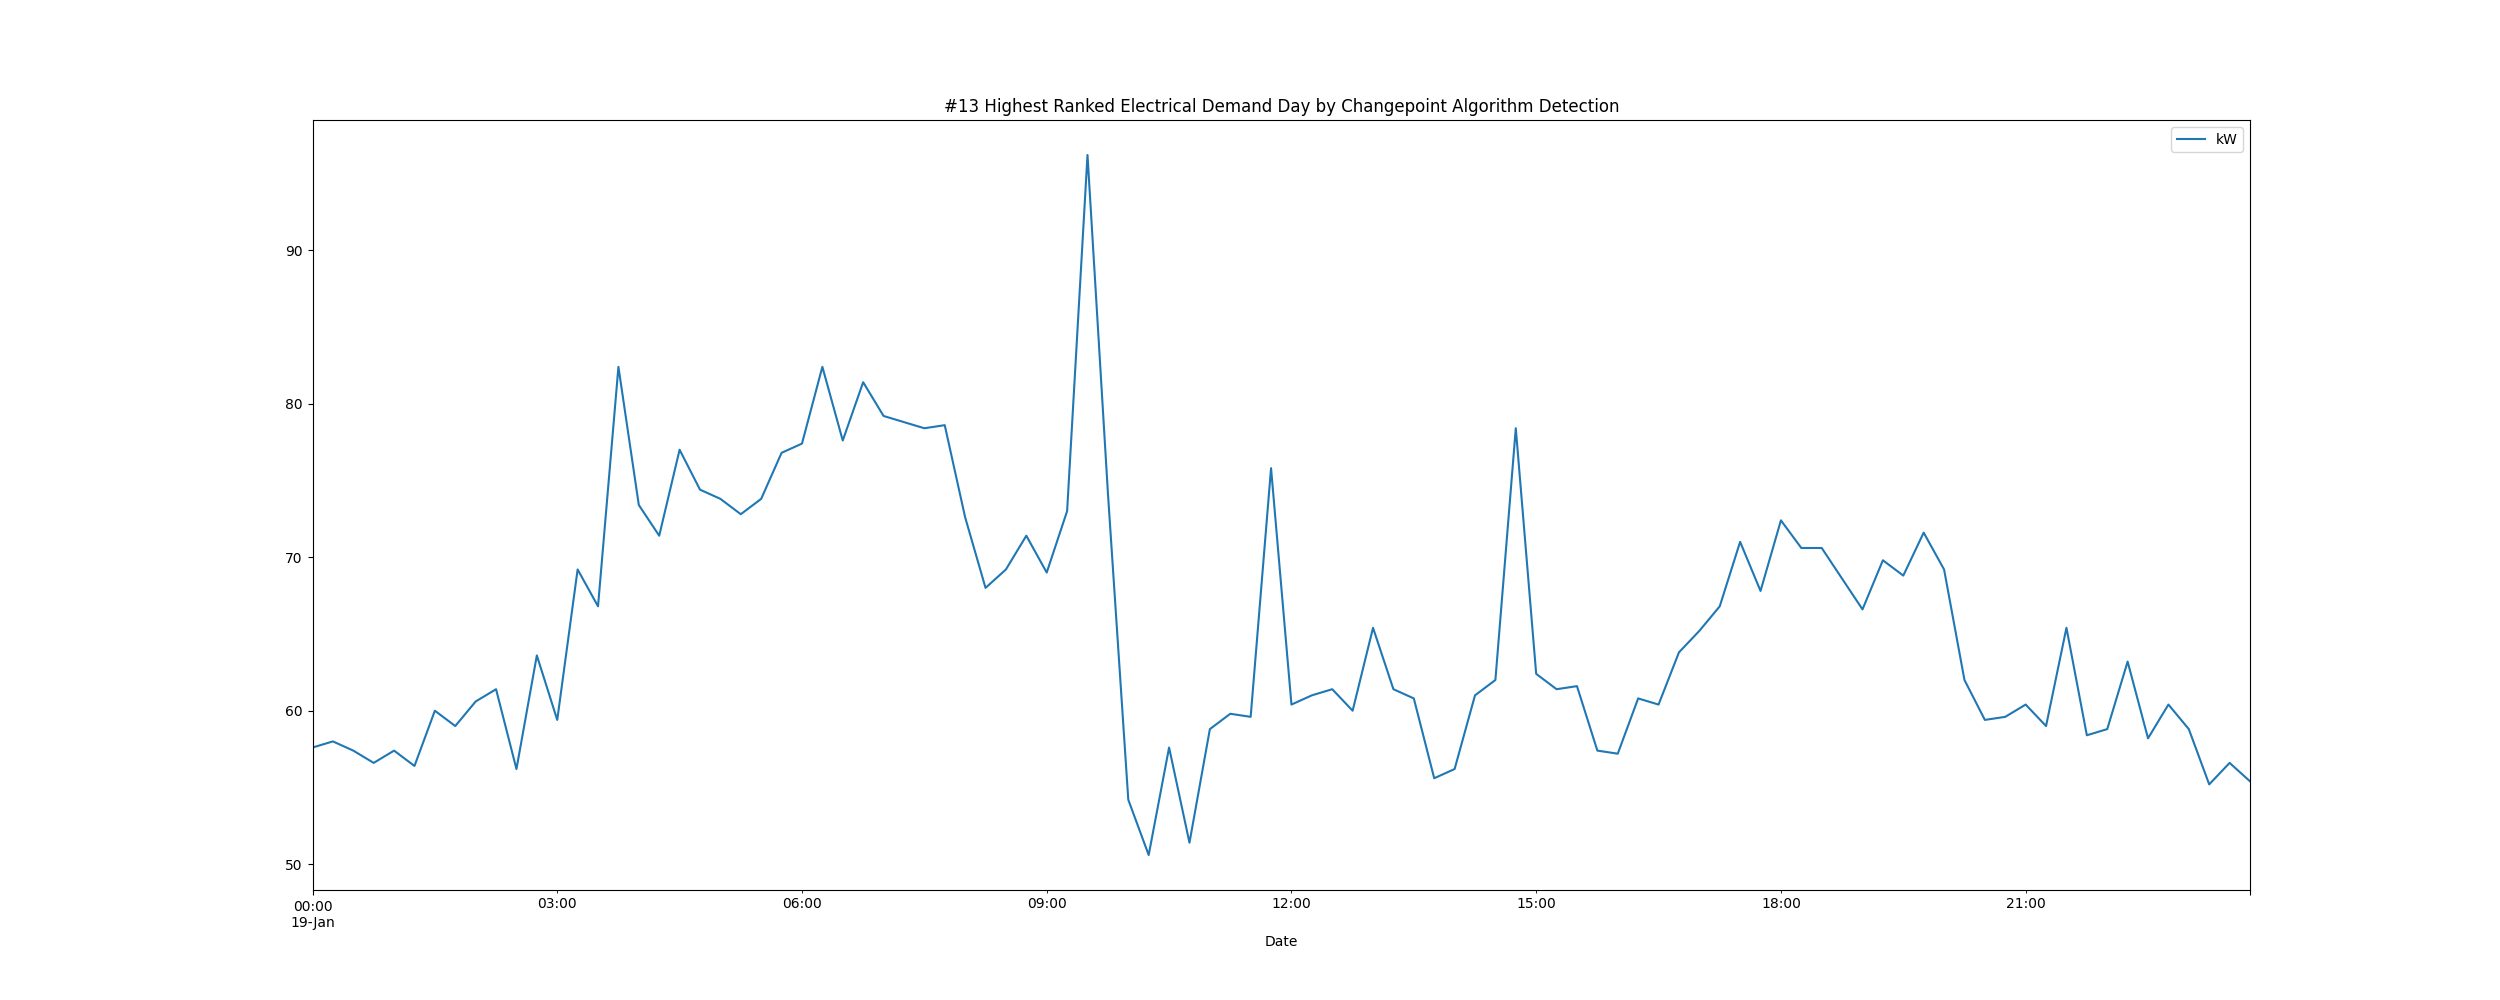 #13 Highest Ranked Electrical Demand Day by Changepoint Algorithm Detection
kW
90
80
70
60
50
00:00 03:00 06:00 09:00 12:00 15:00 18:00 21:00
19-Jan
Date